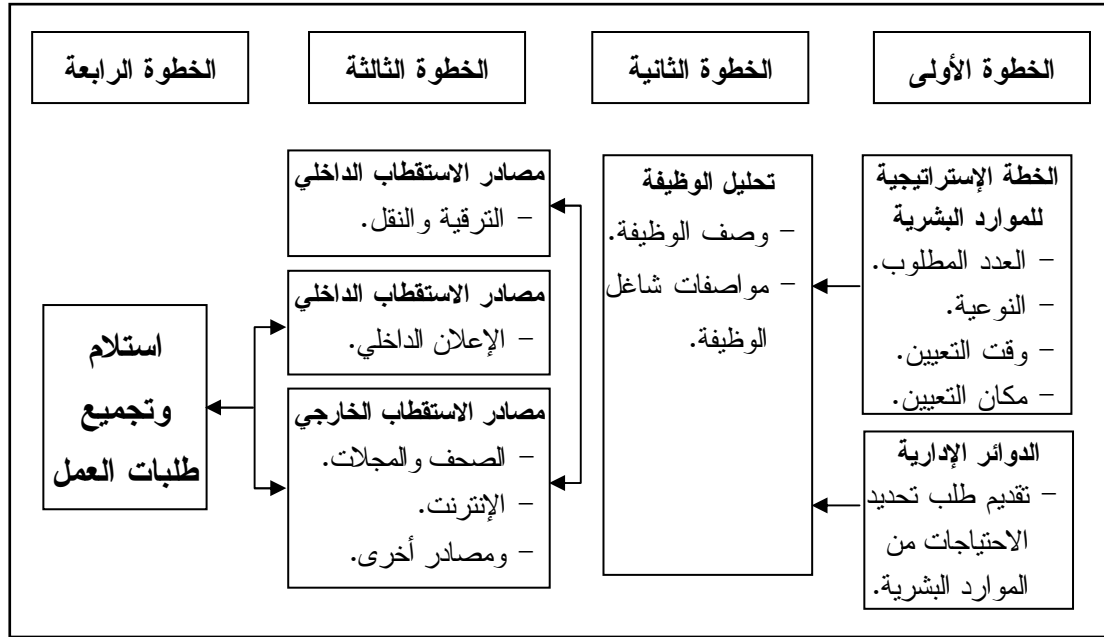 الخطوة الأولى
الخطوة الثانية
الخطوة الثالثة
الخطوة الرابعة
الخطة الإستراتيجية
للموارد البشرية
– العدد المطلوب.
– النوعية.
– وقت التعيين.
– مكان التعيين.
الدوائر الإدارية
– تقديم طلب تحديد
الاحتياجات من
الموارد البشرية.
تحليل الوظيفة
– وصف الوظيفة.
– مواصفات شاغل
الوظيفة.
مصادر الاستقطاب الداخلي
– الترقية والنقل.
مصادر الاستقطاب الداخلي
– الإعلان الداخلي.
مصادر الاستقطاب الخارجي
– الصحف والمجلات.
– الإنترنت.
– ومصادر أخرى.
استلام
وتجميع
طلبات العمل